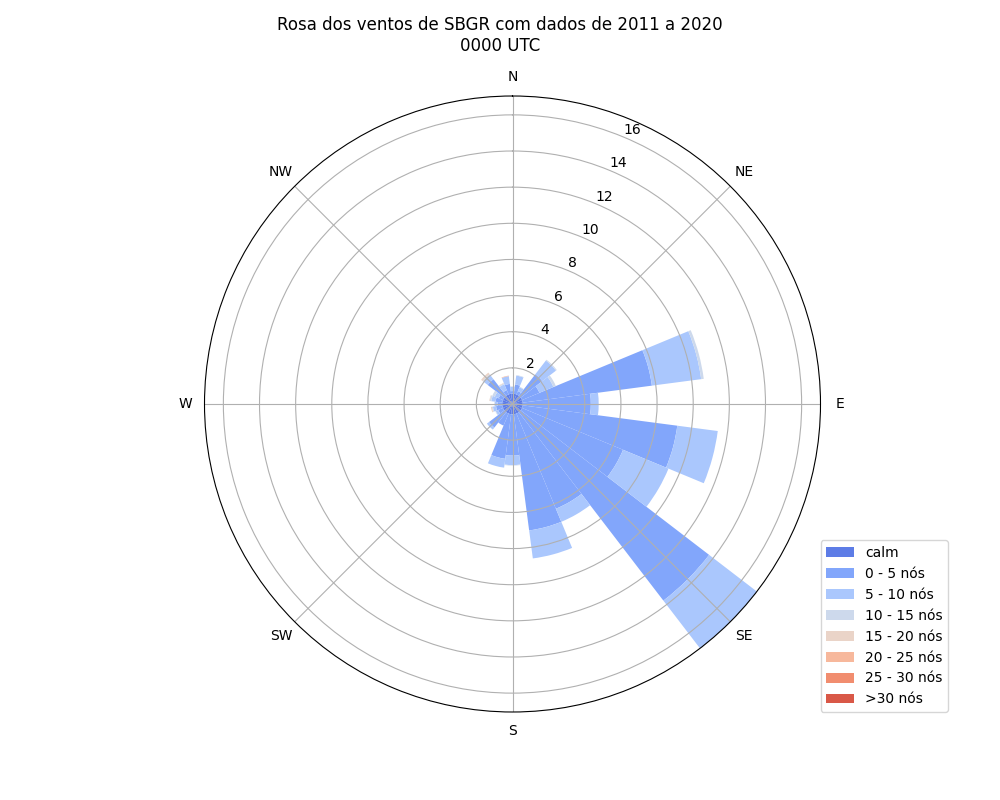 Rosa dos ventos de SBGR com dados de 2011 a 2020
0000 UTC
N
NW
NE
16
14
12
10
8
6
4
2
W
E
SW
SE
S
calm
0 - 5 nós
5 - 10 nós
10 - 15 nós
15 - 20 nós
20 - 25 nós
25 - 30 nós
>30 nós